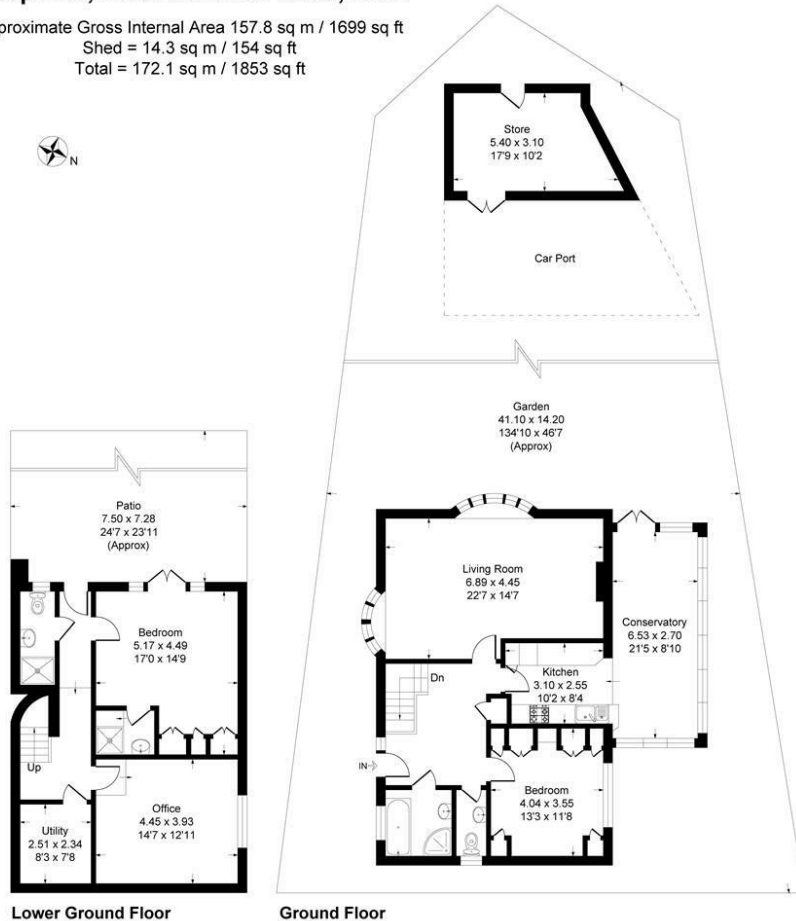 Approximate Gross Internal Area 157.8 sq m / 1699 sq ft
Shed = 14.3 sq m / 154 sq ft
Total = 172.1 sq m / 1853 sq ft
N
Store
5.40 x 3.10
17'9 x 10'2
Car Port
Garden
41.10 x 14.20
134'10 x 46'7
(Approx)
Patio
7.50 x 7.28
24'7 x 23'11
(Approx)
Living Room
6.89 x 4.45
22'7 x 14'7
Conservatory
6.53 x 2.70
21'5 x 8'10
Bedroom
5.17 x 4.49
17'0 x 14'9
Dn
Kitchen
3.10 x 2.55
10'2 x 8'4
Up
IN
Bedroom
4.04 x 3.55
13'3 x 11'8
Office
4.45 x 3.93
14'7 x 12'11
Utility
2.51 x 2.34
8'3 x 7'8
Lower Ground Floor
Ground Floor